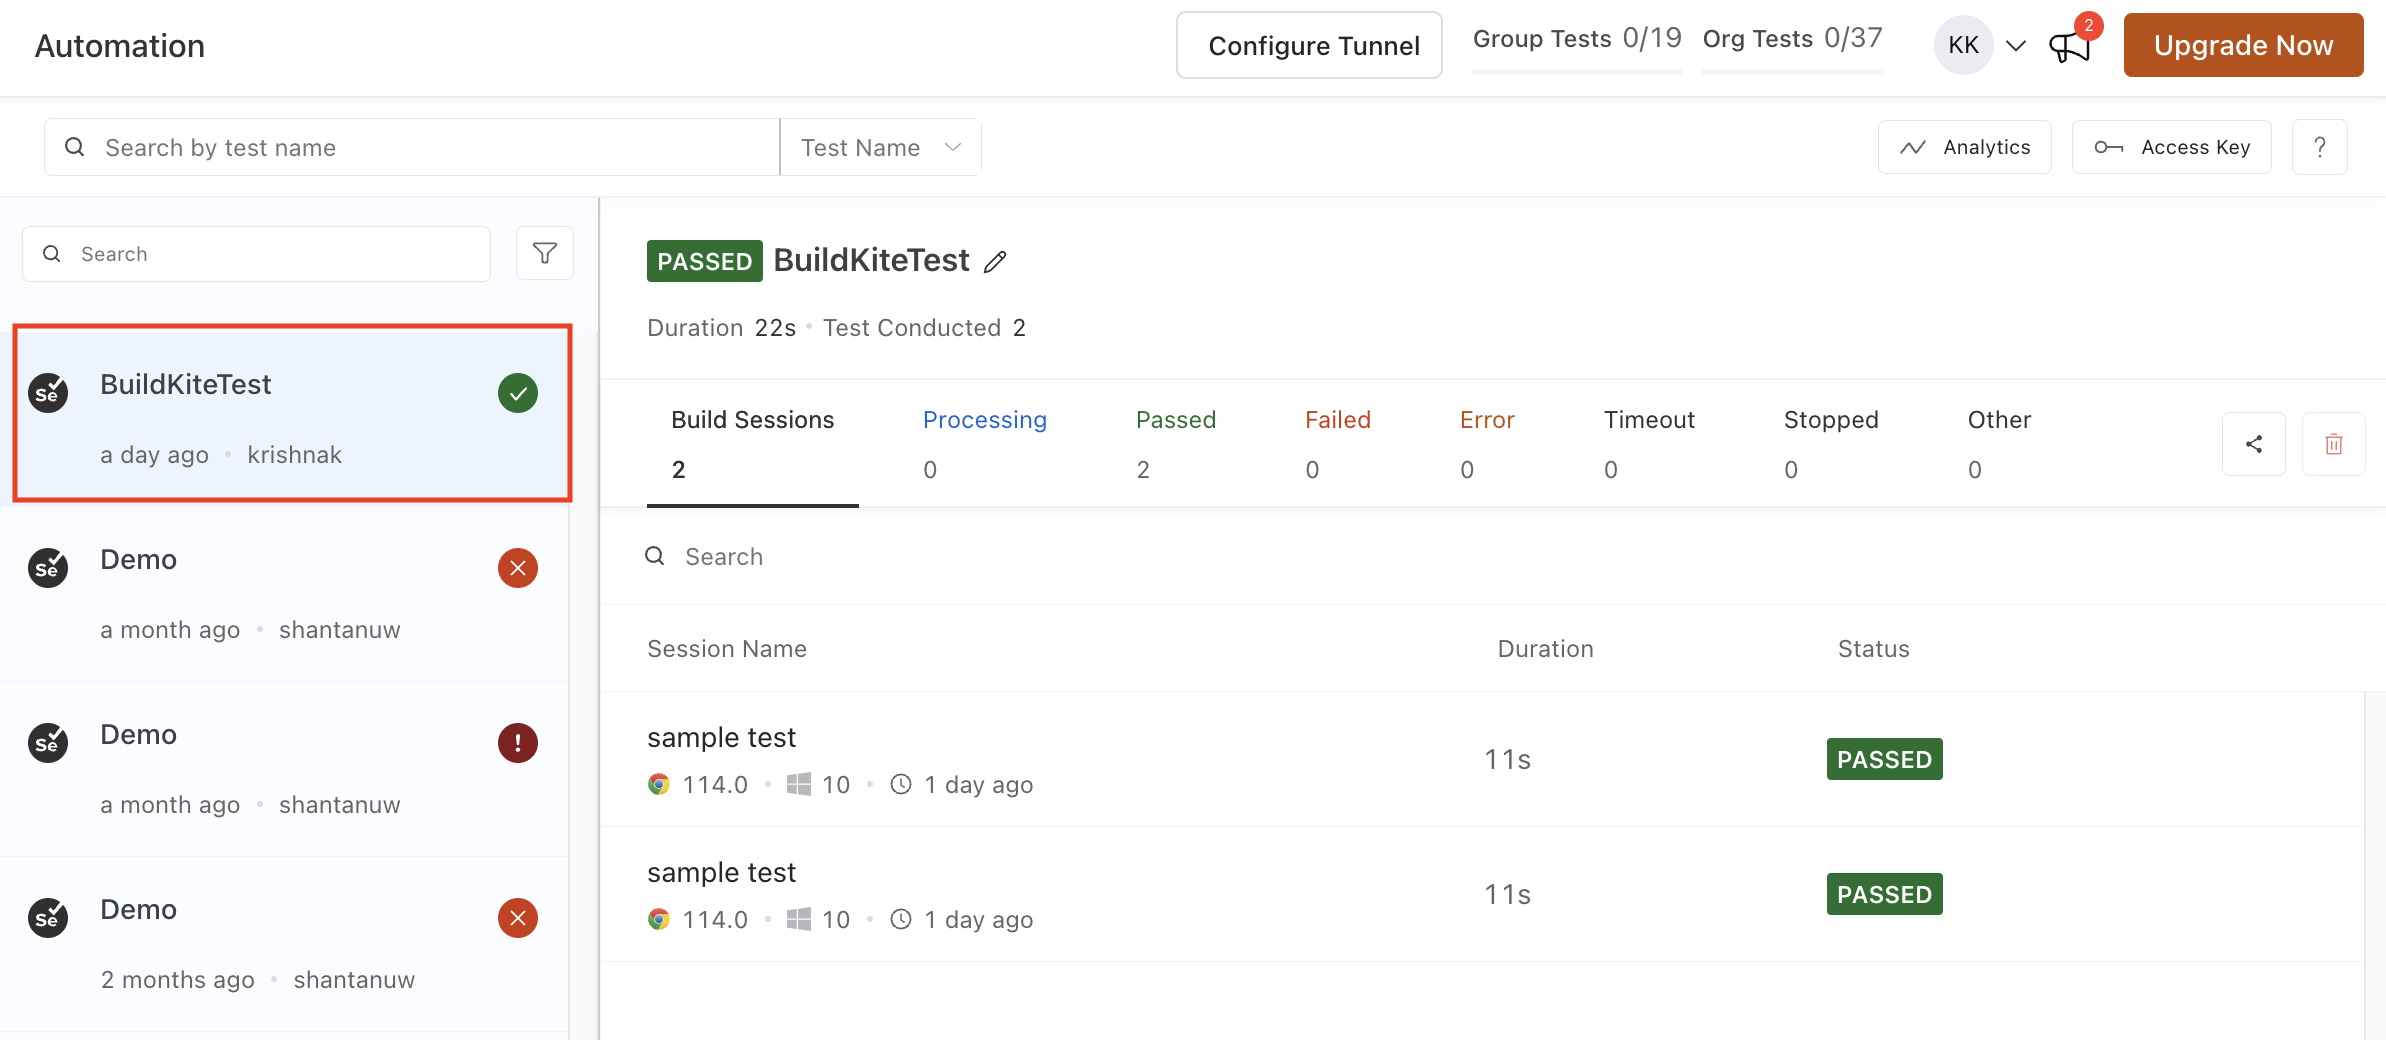 Automation
Configure Tunnel
Group Tests 0/19
Org Tests 0/37
KK
2
Upgrade Now
Search by test name
Test Name
Analytics
Access Key
?
Search
Se
BuildKiteTest
a day ago • krishnak
Se
Demo
a month ago • shantanuw
Se
Demo
!
a month ago • shantanuw
Se
Demo
2 months ago • shantanuw
PASSED BuildKiteTest
Duration 22s • Test Conducted 2
Build Sessions Processing Passed Failed Error Timeout Stopped Other
2 0 2 0 0 0 0 0
Search
Session Name Duration Status
sample test
114.0 • 10 • 1 day ago
11s
PASSED
sample test
114.0 • 10 • 1 day ago
11s
PASSED